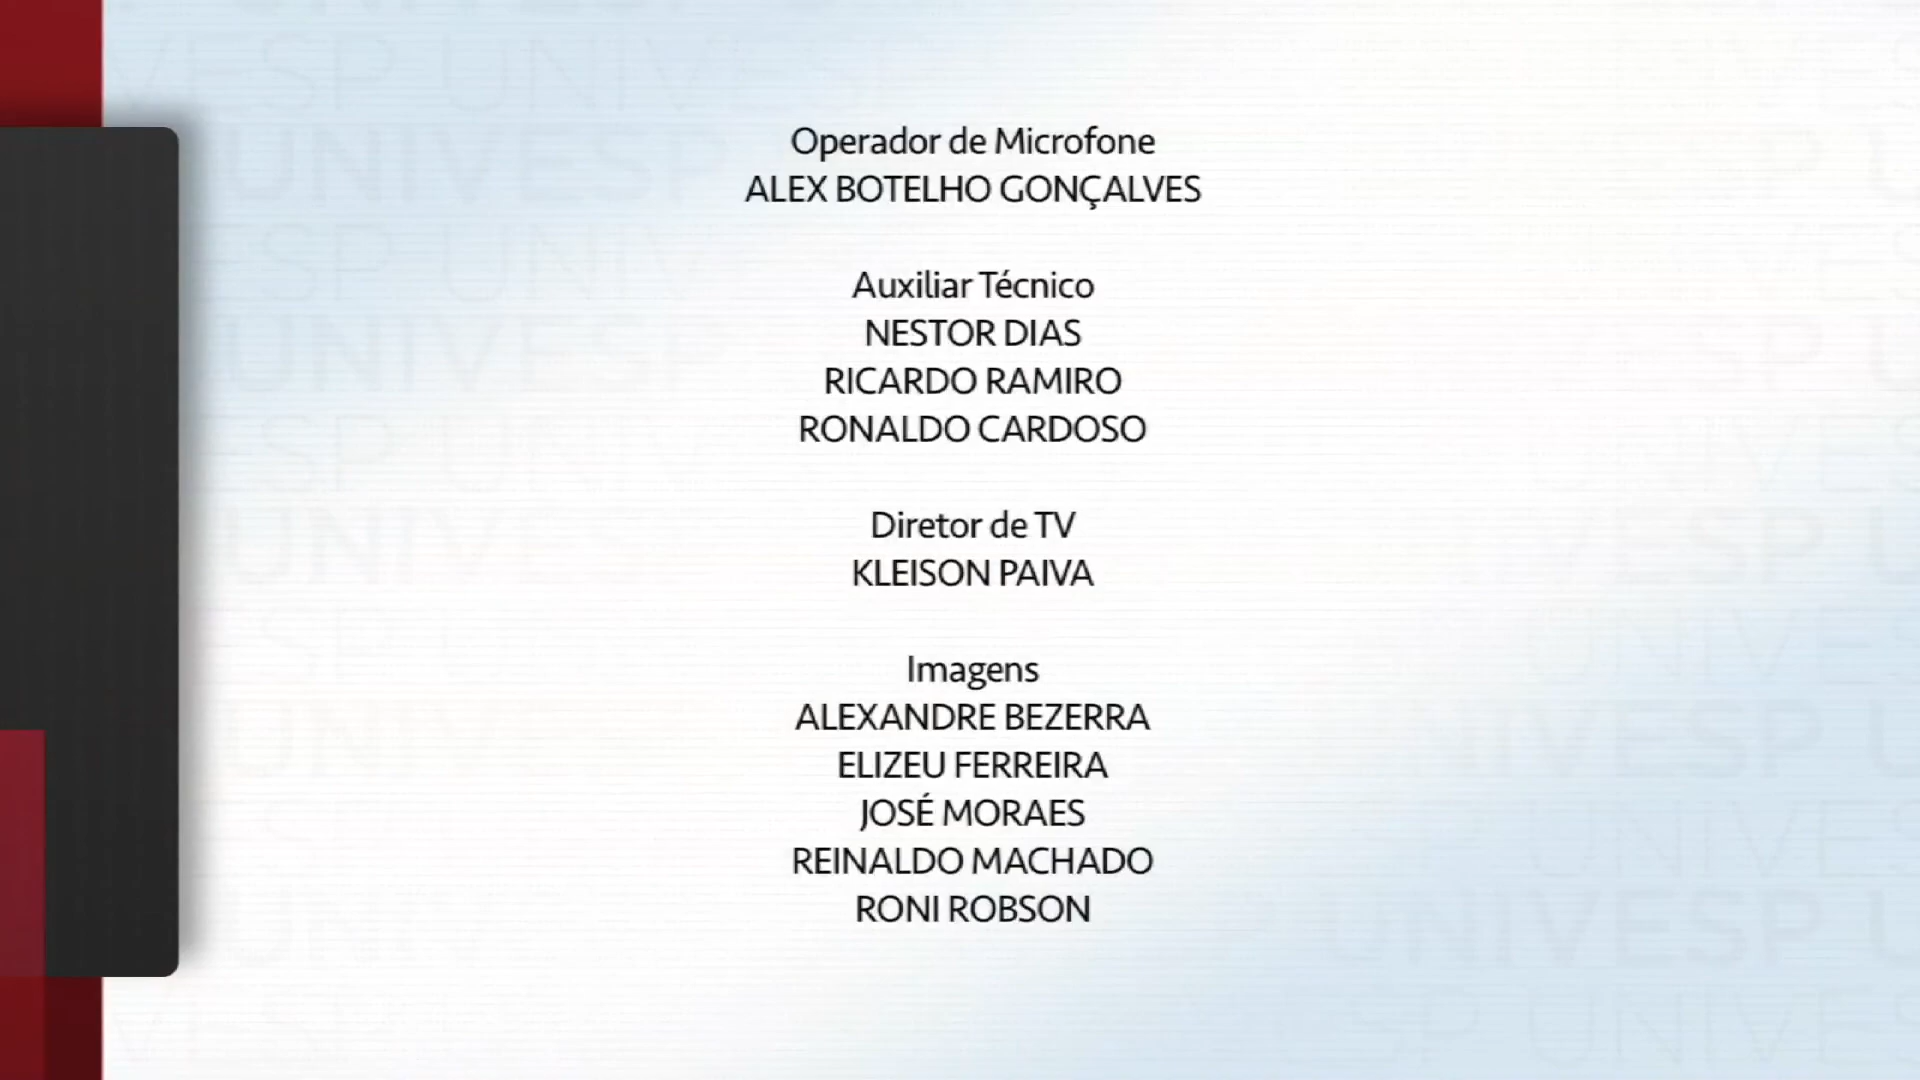 Operador de Microfone
ALEX BOTELHO GONÇALVES
Auxiliar Técnico
NESTOR DIAS
RICARDO RAMIRO
RONALDO CARDOSO
Diretor de TV
KLEISON PAIVA
Imagens
ALEXANDRE BEZERRA
ELIZEU FERREIRA
JOSÉ MORAES
REINALDO MACHADO
RONI ROBSON